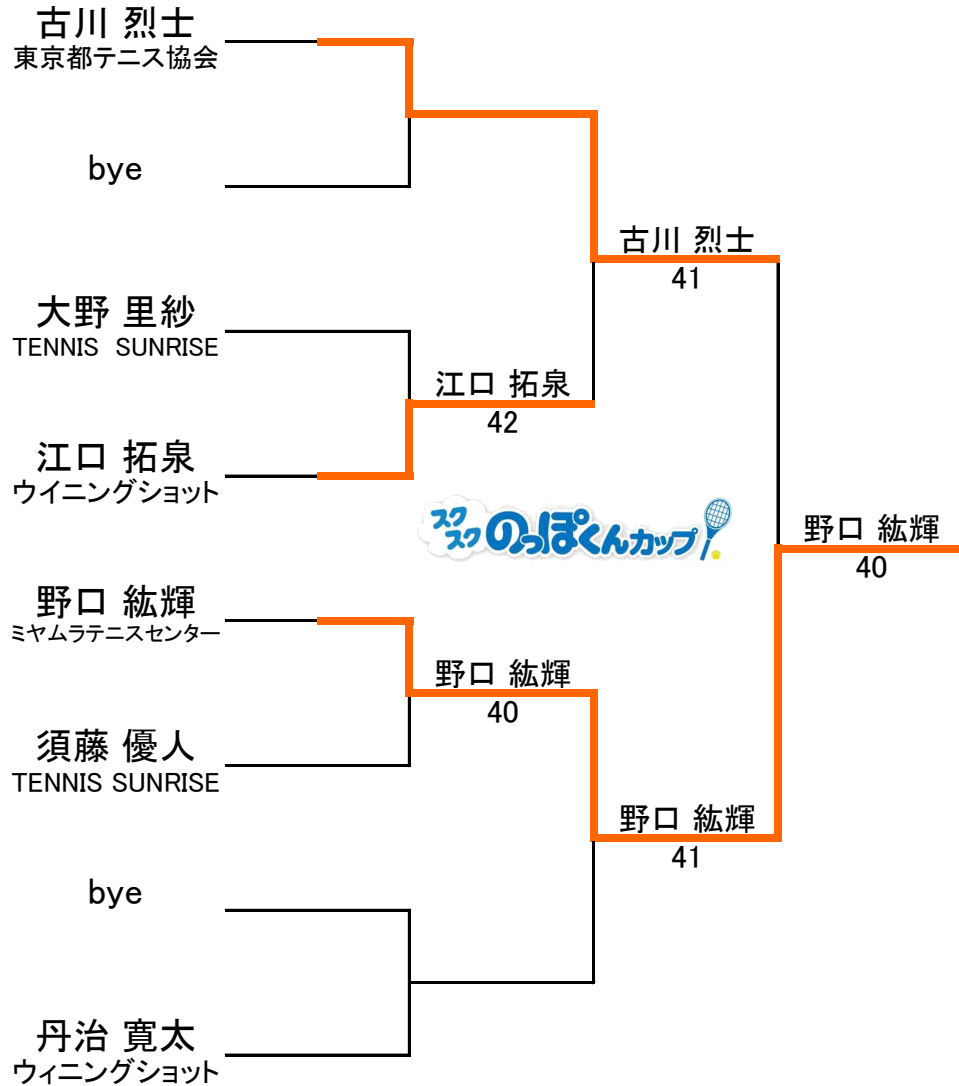 古川 烈士
東京都テニス協会
bye
古川 烈士
41
大野 里紗
TENNIS SUNRISE
江口 拓泉
42
江口 拓泉
ウイニングショット
スク
スク
のっぽくんカップ
野口 紘輝
40
野口 紘輝
ミヤムラテニスセンター
野口 紘輝
40
須藤 優人
TENNIS SUNRISE
野口 紘輝
41
bye
丹治 寛太
ウィニングショット